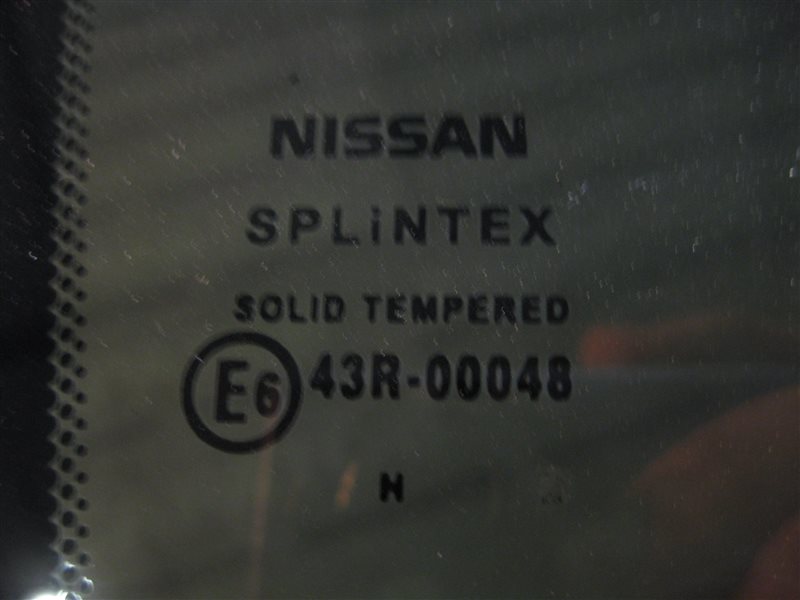 NISSAN
SPLiNTEX
SOLID TEMPERED
E6 43R-00048
N